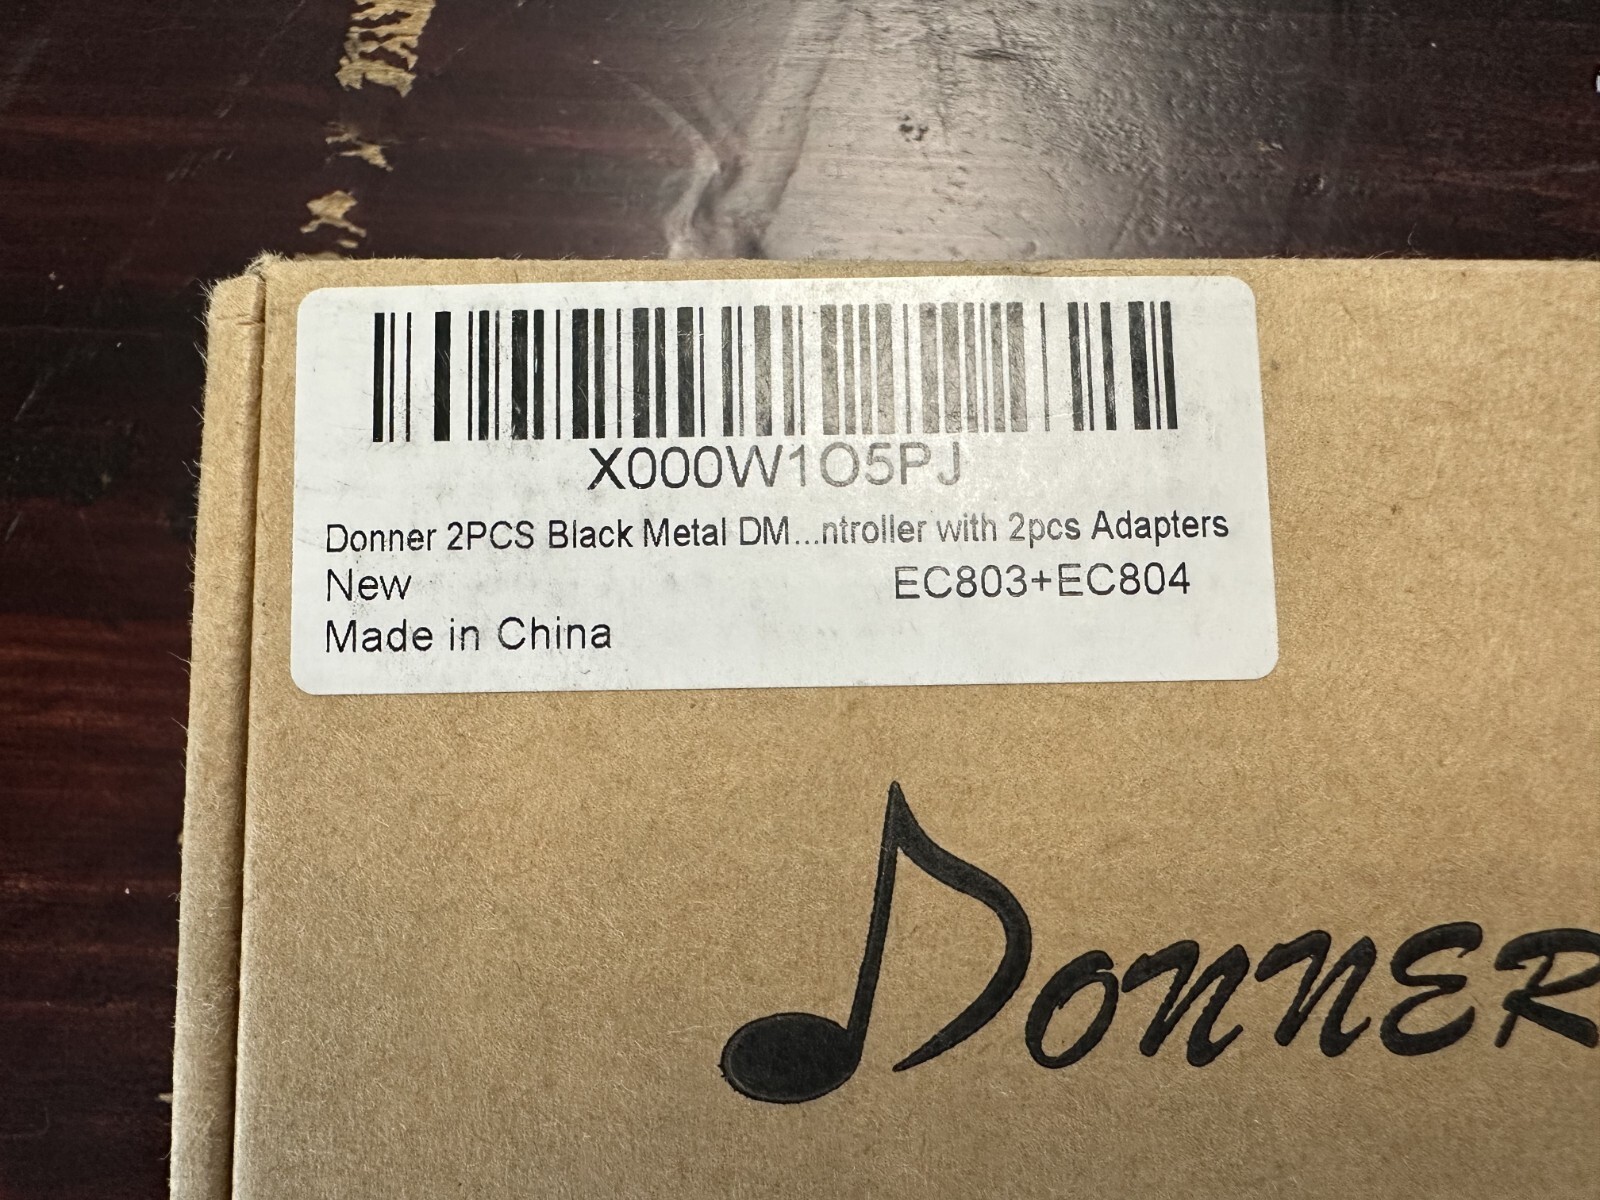 X000W1O5PJ
Donner 2PCS Black Metal DM...ntroller with 2pcs Adapters
New EC803+EC804
Made in China
DONNER